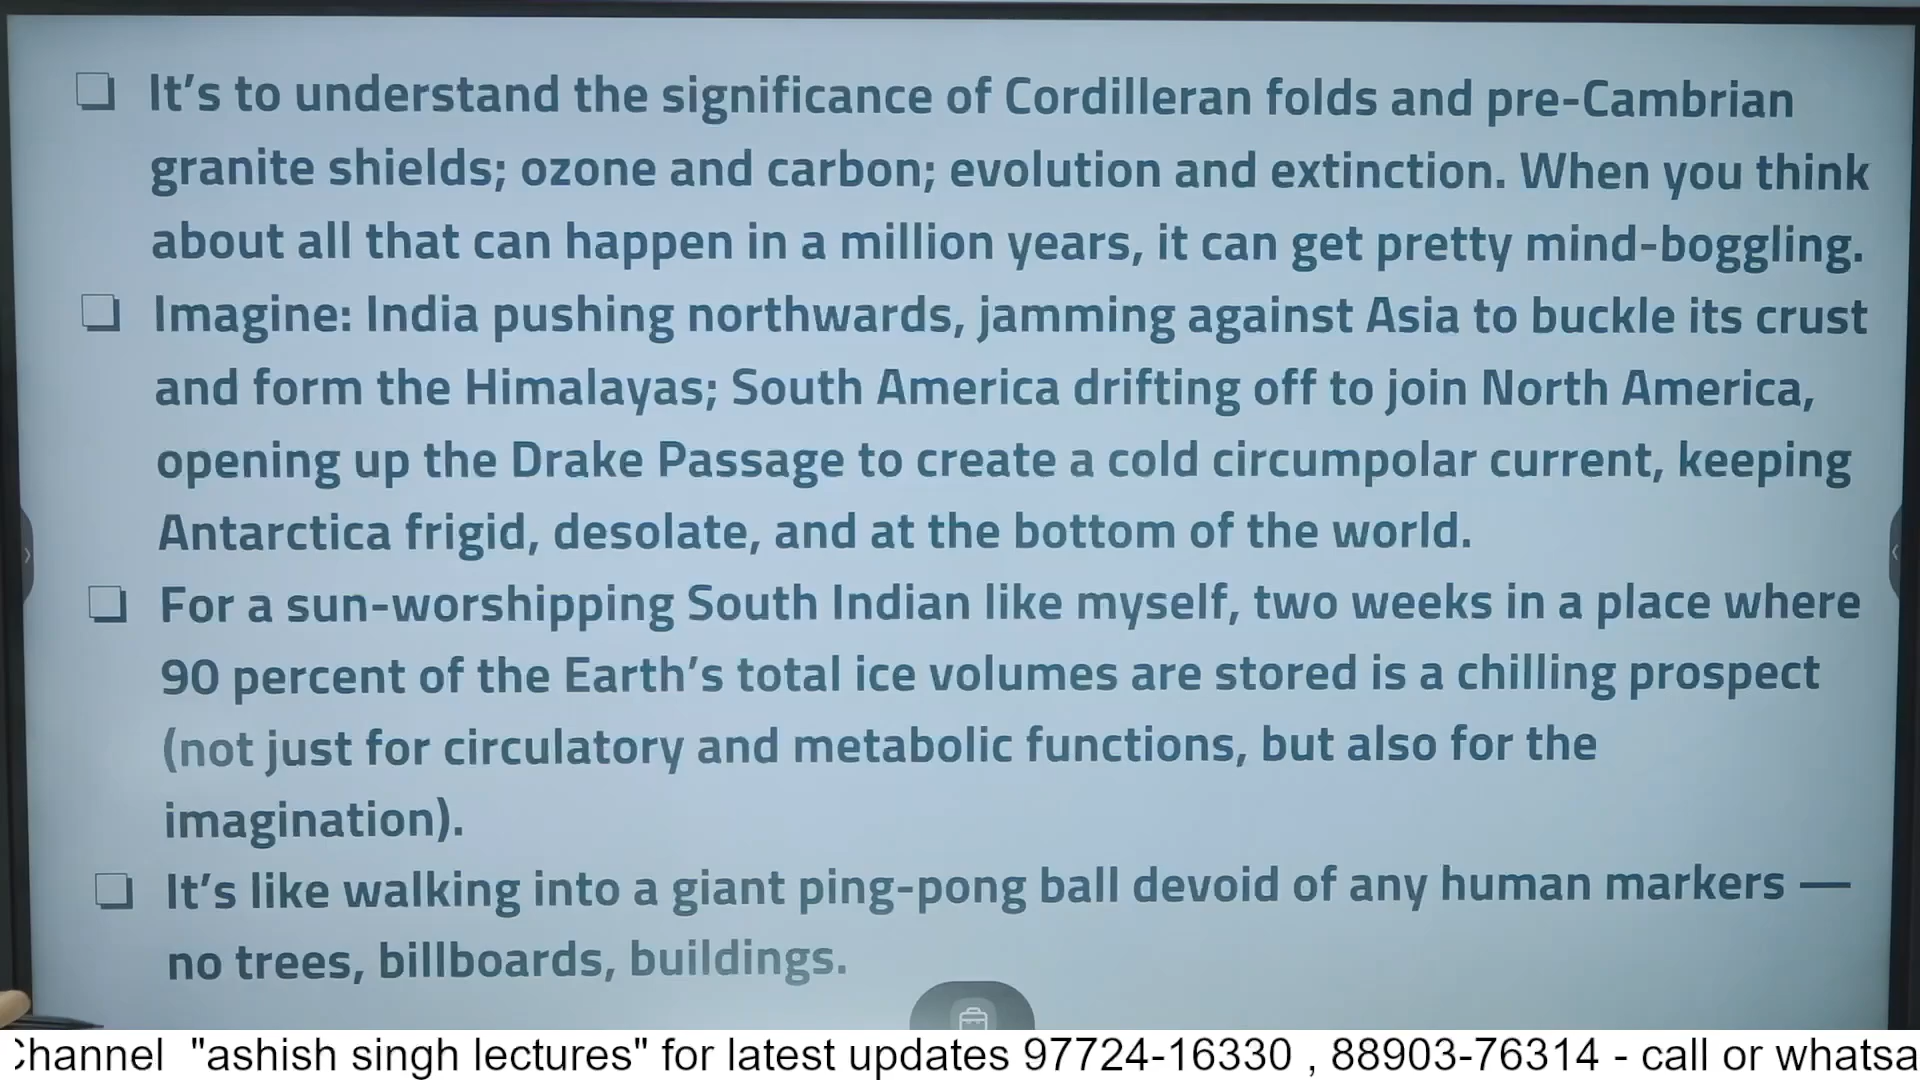 It's to understand the significance of Cordilleran folds and pre-Cambrian
granite shields; ozone and carbon; evolution and extinction. When you think
about all that can happen in a million years, it can get pretty mind-boggling.
Imagine: India pushing northwards, jamming against Asia to buckle its crust
and form the Himalayas; South America drifting off to join North America,
opening up the Drake Passage to create a cold circumpolar current, keeping
Antarctica frigid, desolate, and at the bottom of the world.
For a sun-worshipping South Indian like myself, two weeks in a place where
90 percent of the Earth's total ice volumes are stored is a chilling prospect
(not just for circulatory and metabolic functions, but also for the
imagination).
It's like walking into a giant ping-pong ball devoid of any human markers —
no trees, billboards, buildings.
"ashish singh lectures" for latest updates 97724-16330 , 88903-76314 - call or